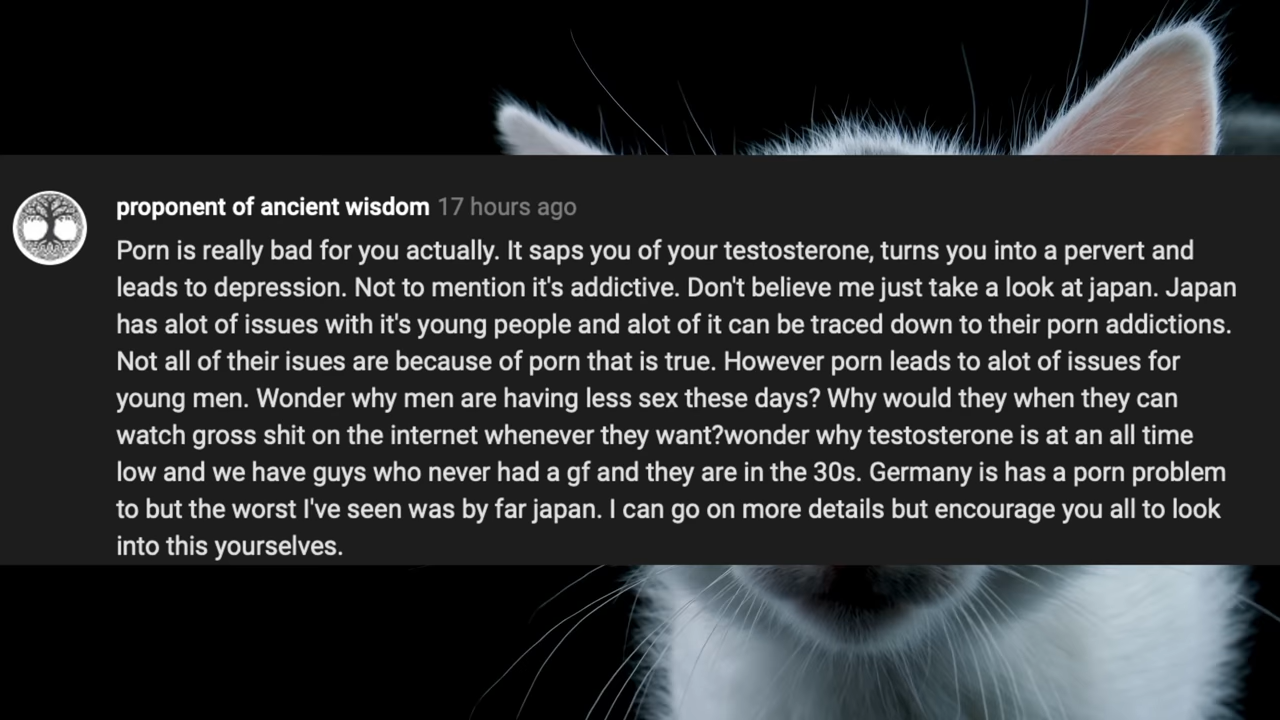 proponent of ancient wisdom 17 hours ago
Porn is really bad for you actually. It saps you of your testosterone, turns you into a pervert and
leads to depression. Not to mention it's addictive. Don't believe me just take a look at japan. Japan
has alot of issues with it's young people and alot of it can be traced down to their porn addictions.
Not all of their isues are because of porn that is true. However porn leads to alot of issues for
young men. Wonder why men are having less sex these days? Why would they when they can
watch gross shit on the internet whenever they want?wonder why testosterone is at an all time
low and we have guys who never had a gf and they are in the 30s. Germany is has a porn problem
to but the worst I've seen was by far japan. I can go on more details but encourage you all to look
into this yourselves.